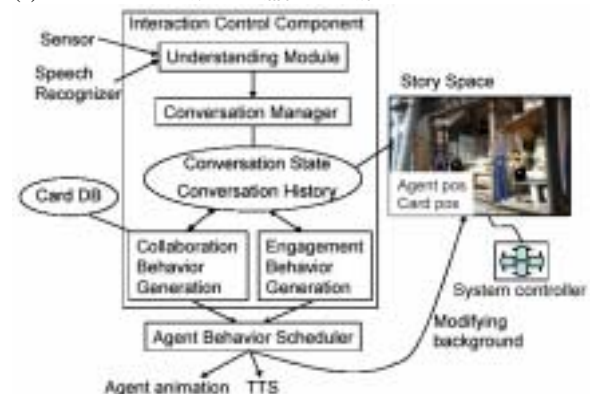 Interaction Control Component
Sensor
Understanding Module
Speech
Recognizer
Story Space
Conversation Manager
Conversation State
Conversation History
Agent pos
Card pos
Card DB
Collaboration
Behavior
Generation
Engagement
Behavior
Generation
System controller
Agent Behavior Scheduler
Modifying
background
Agent animation
TTS